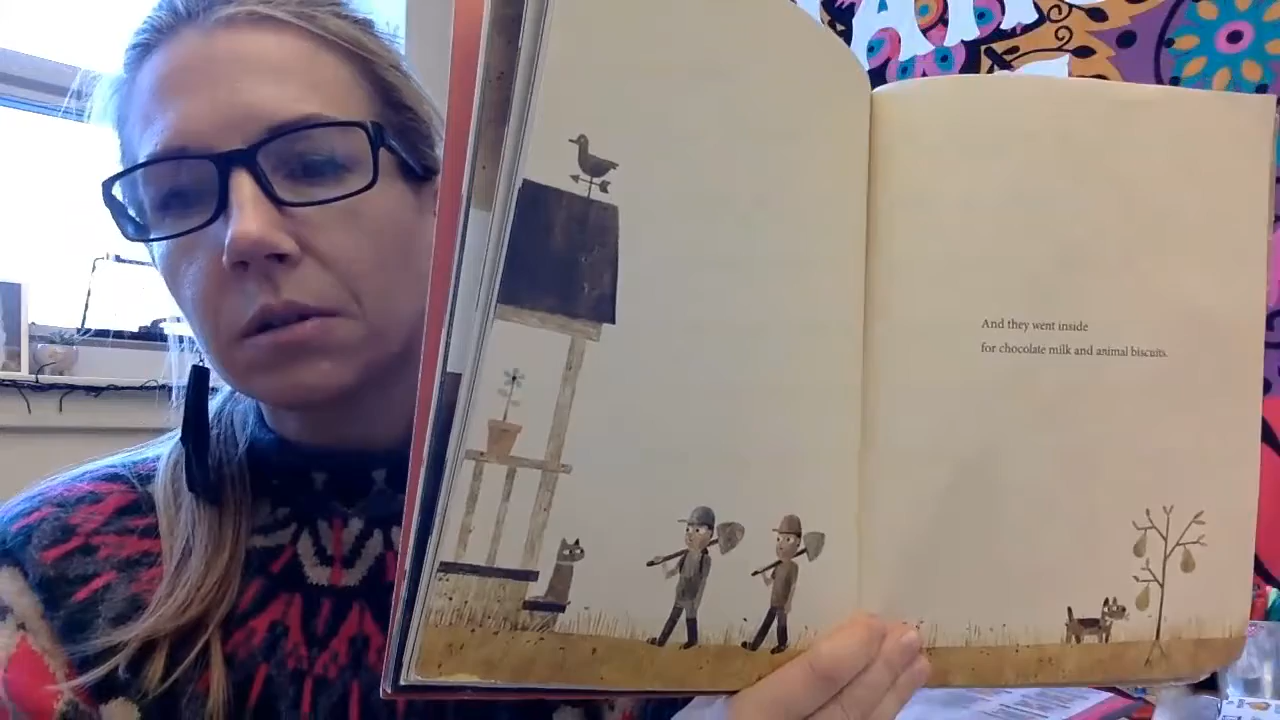 And they went inside
for chocolate milk and animal biscuits.